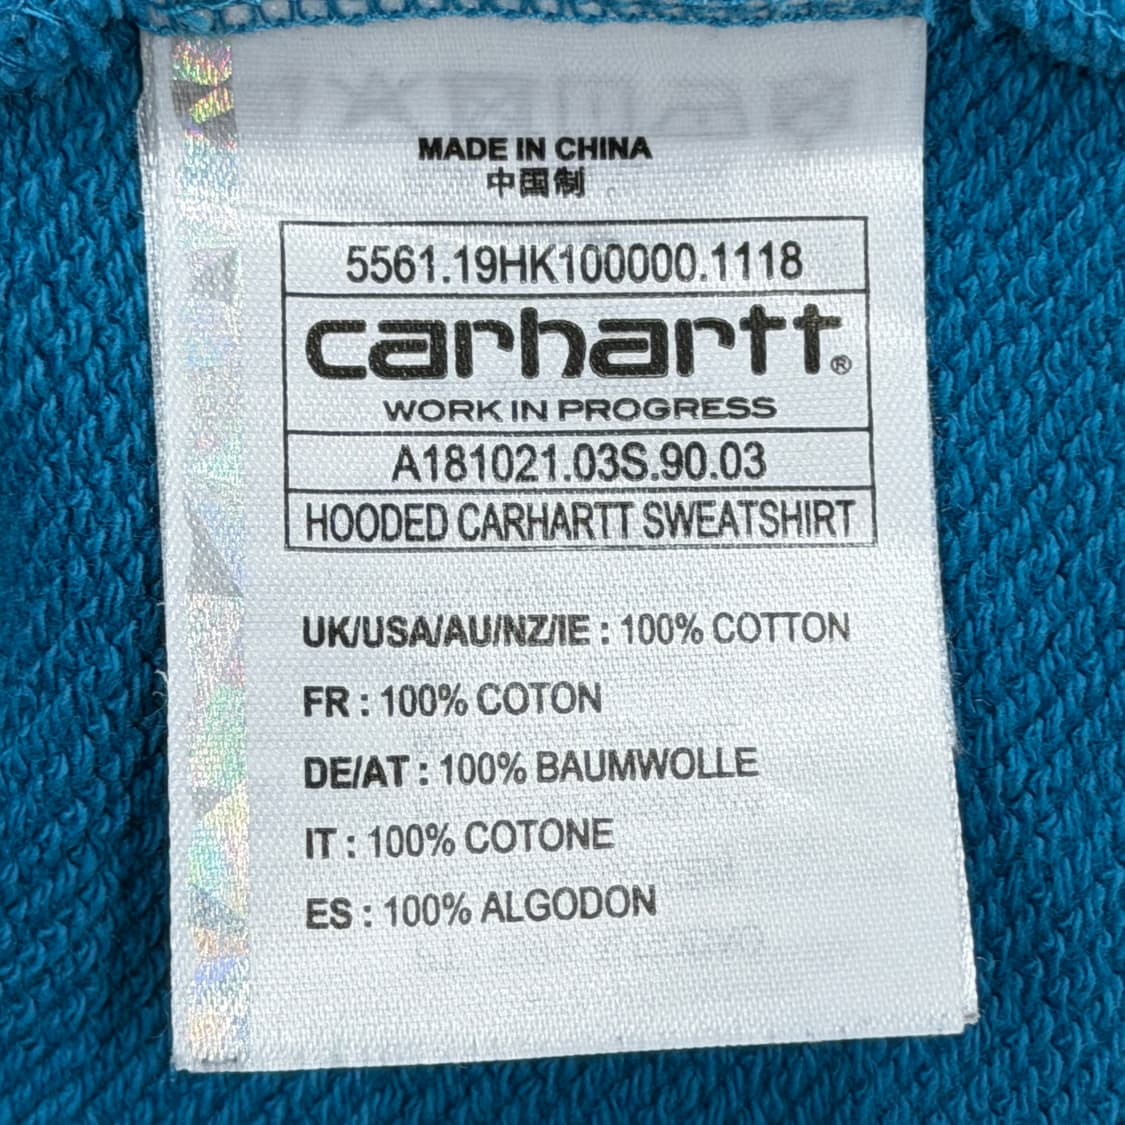 MADE IN CHINA
中国制
5561.19HK100000.1118
carhartt®
WORK IN PROGRESS
A181021.03S.90.03
HOODED CARHARTT SWEATSHIRT
UK/USA/AU/NZ/IE : 100% COTTON
FR : 100% COTON
DE/AT : 100% BAUMWOLLE
IT : 100% COTONE
ES : 100% ALGODON